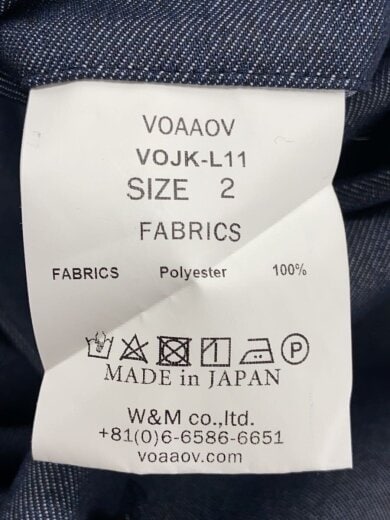 VOAAOV
VOJK-L11
SIZE 2
FABRICS
FABRICS Polyester 100%
P
MADE in JAPAN
W&M co.,ltd.
+81(0)6-6586-6651
voaaov.com